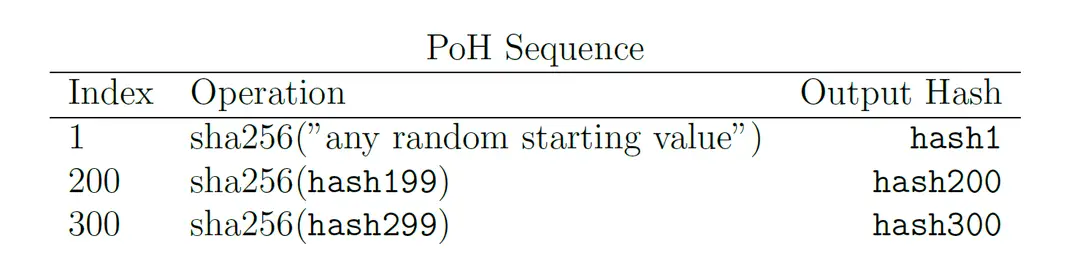 PoH Sequence
Index Operation Output Hash
1 sha256(”any random starting value”) hash1
200 sha256(hash199) hash200
300 sha256(hash299) hash300